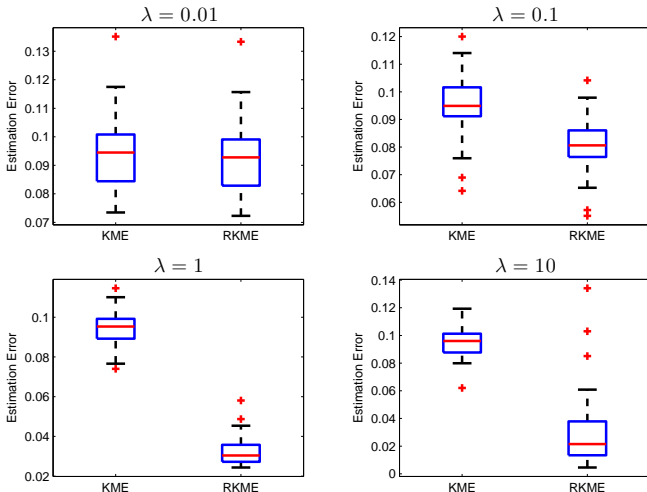 λ = 0.01
0.13
0.12
0.11
0.1
0.09
0.08
0.07
Estimation Error
KME RKME
λ = 0.1
0.12
0.11
0.1
0.09
0.08
0.07
0.06
Estimation Error
KME RKME
λ = 1
0.1
0.08
0.06
0.04
0.02
Estimation Error
KME RKME
λ = 10
0.14
0.12
0.1
0.08
0.06
0.04
0.02
0
Estimation Error
KME RKME